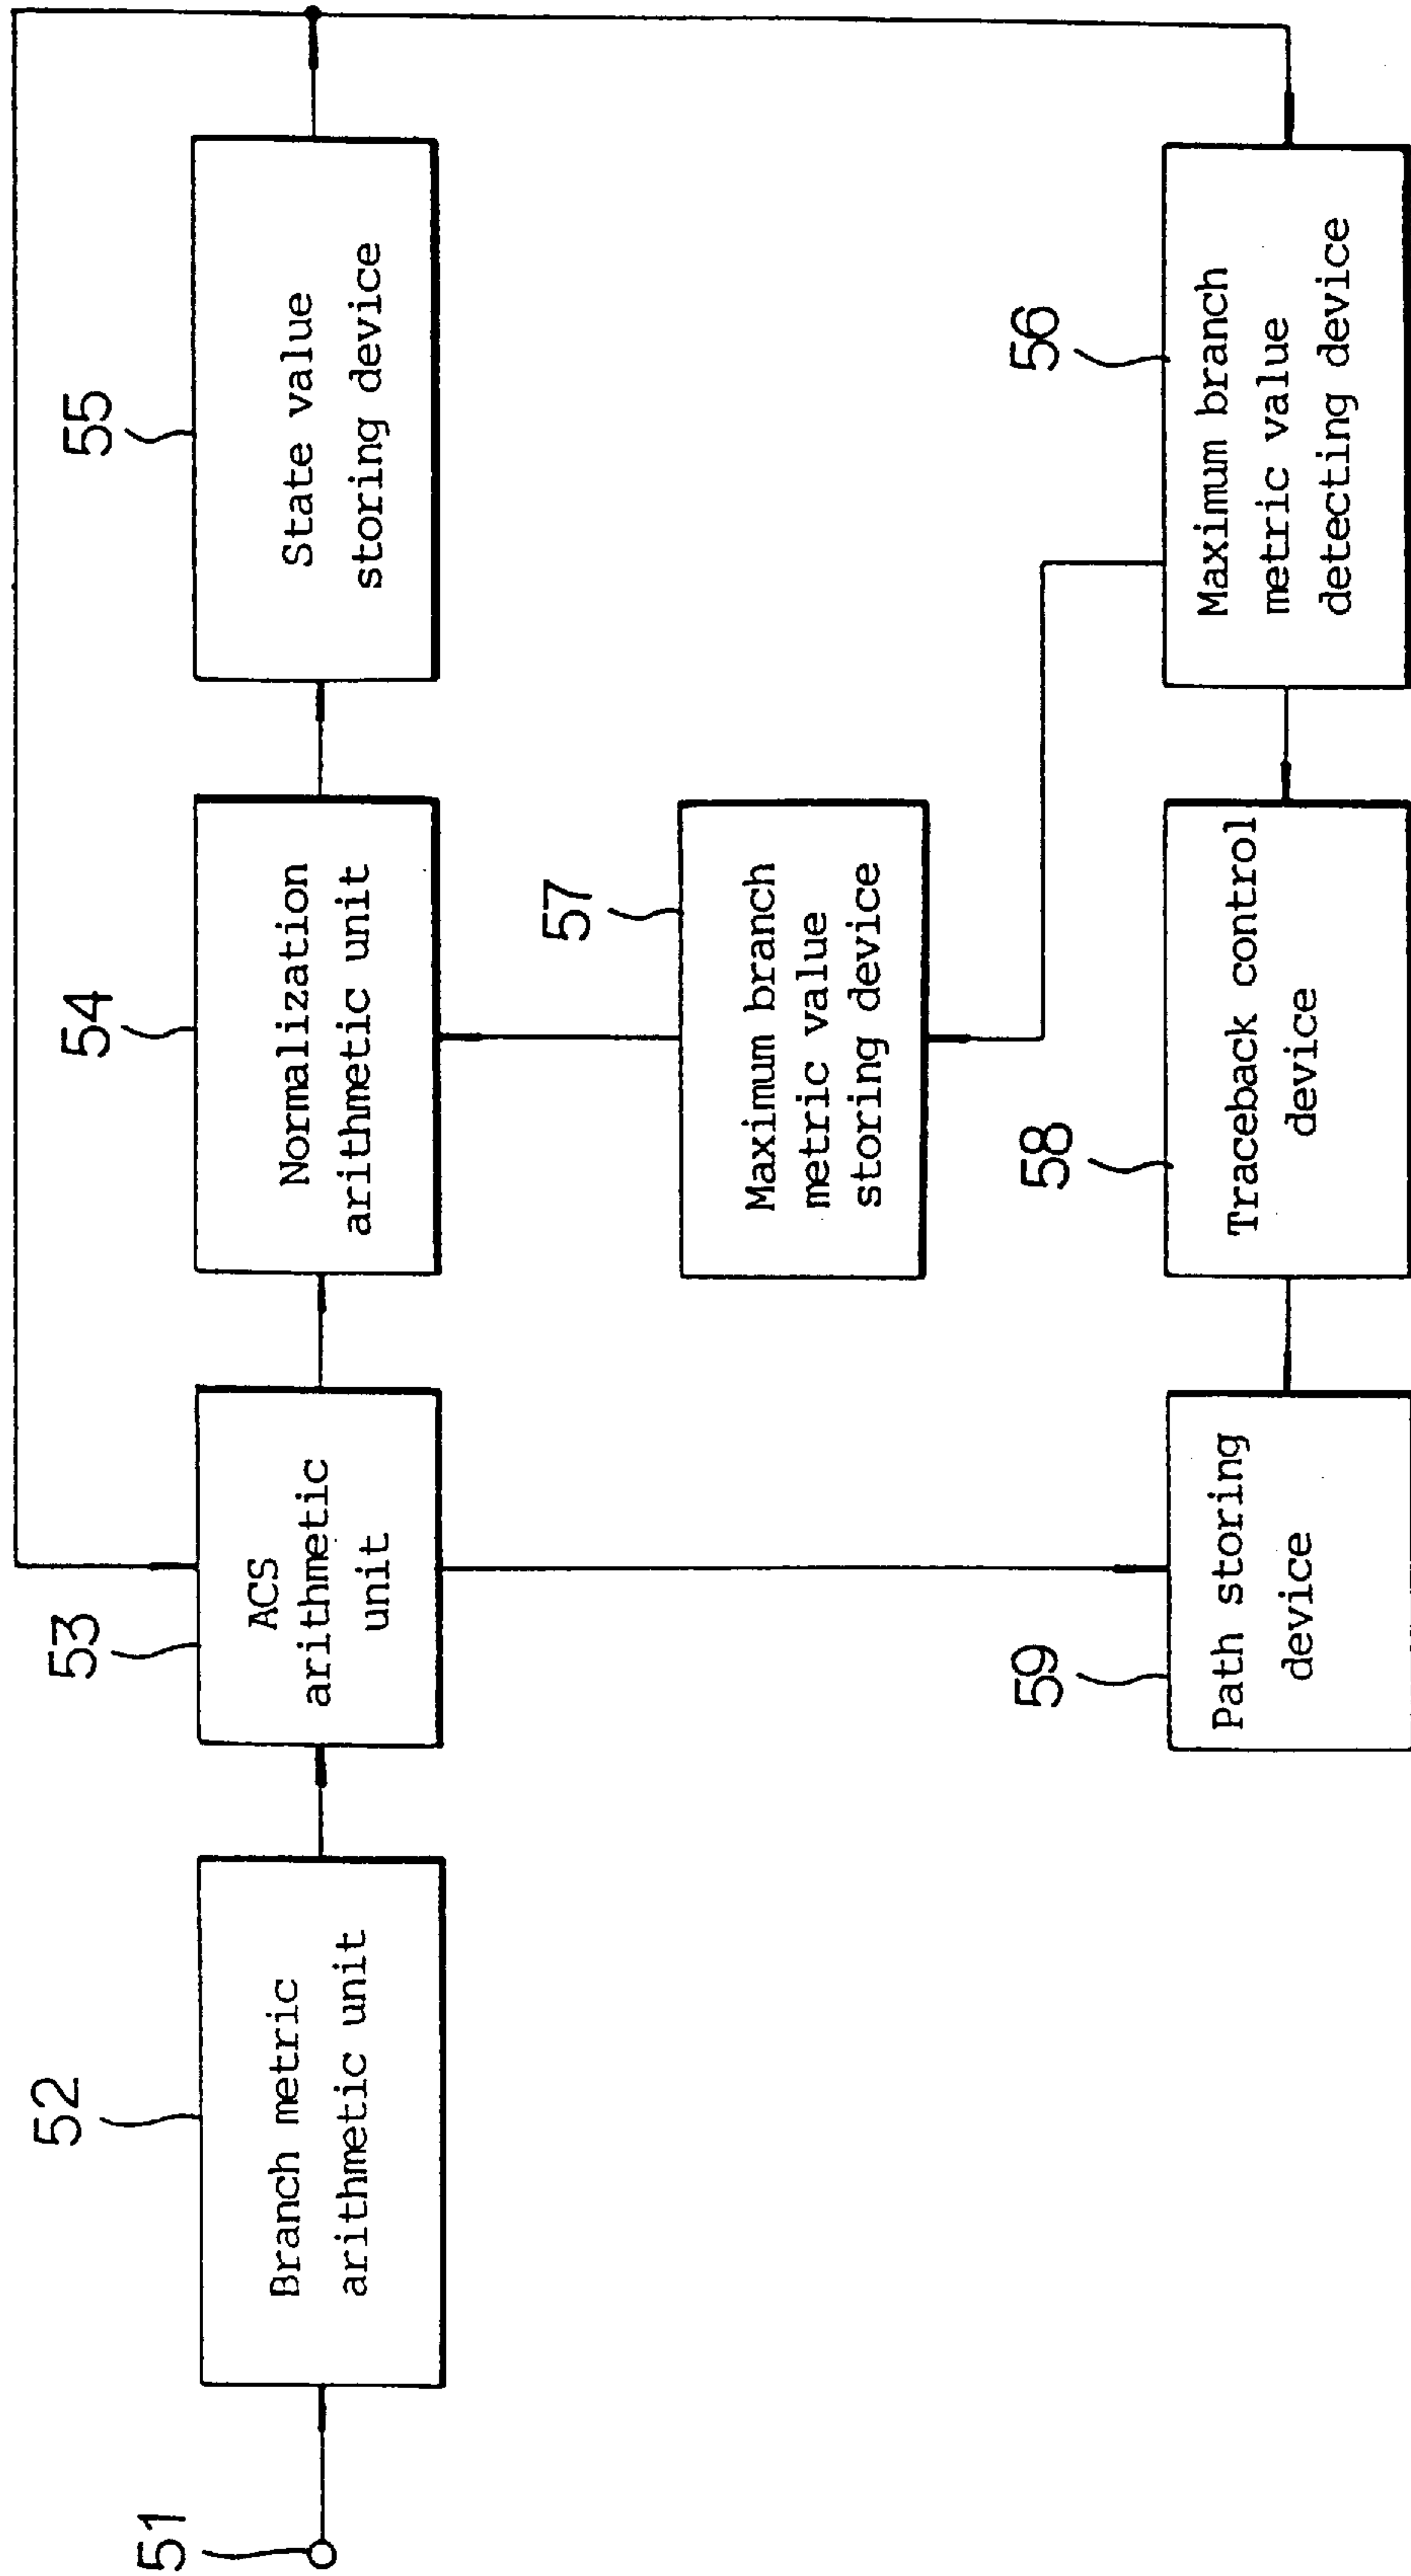 51
52
Branch metric
arithmetic unit
53
ACS
arithmetic
unit
54
Normalization
arithmetic unit
55
State value
storing device
57
Maximum branch
metric value
storing device
59
Path storing
device
58
Traceback control
device
56
Maximum branch
metric value
detecting device